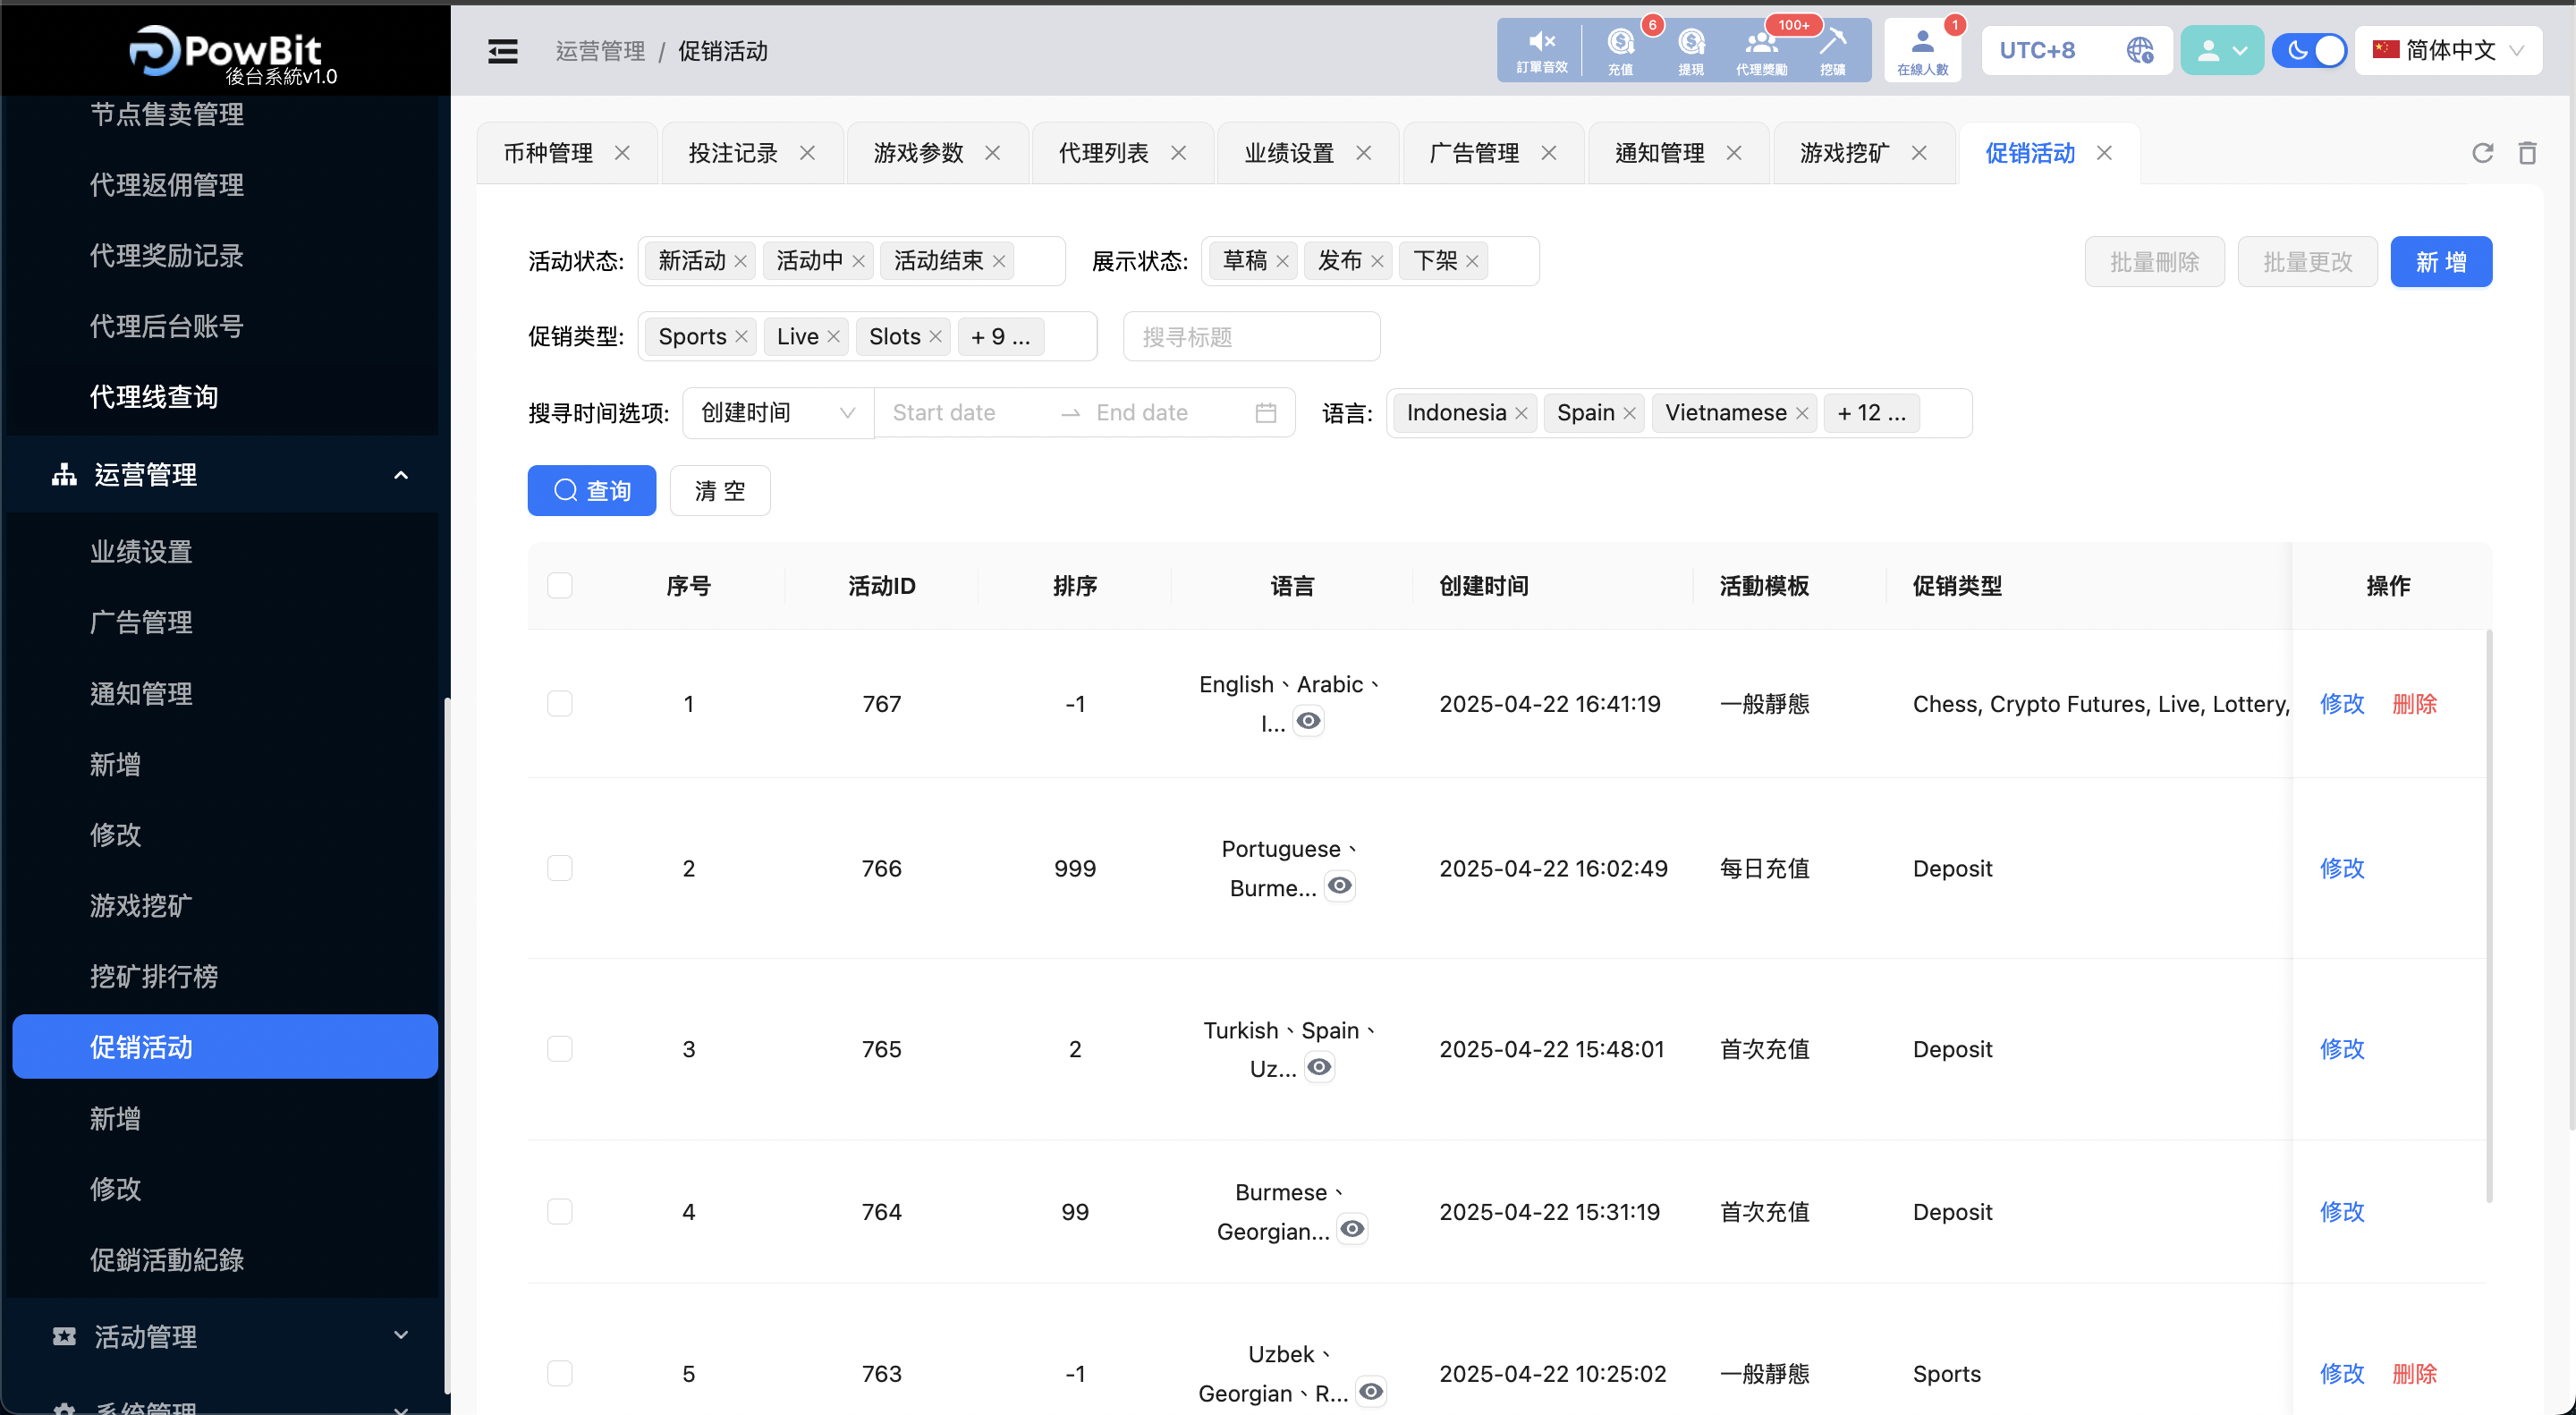 PowBit
後台系統v1.0
节点售卖管理
代理返佣管理
代理奖励记录
代理后台账号
代理线查询
运营管理
业绩设置
广告管理
通知管理
新增
修改
游戏挖矿
挖矿排行榜
促销活动
新增
修改
促銷活動紀錄
活动管理
系统管理
运营管理 / 促销活动
訂單音效
6
充值
提現
100+
代理獎勵
挖礦
1
在線人數
UTC+8
简体中文
币种管理
投注记录
游戏参数
代理列表
业绩设置
广告管理
通知管理
游戏挖矿
促销活动
活动状态: 新活动 活动中 活动结束 展示状态: 草稿 发布 下架
批量刪除 批量更改 新 增
促销类型: Sports Live Slots + 9 ... 搜寻标题
搜寻时间选项: 创建时间 Start date End date 语言: Indonesia Spain Vietnamese + 12 ...
查询 清 空
序号 活动ID 排序 语言 创建时间 活動模板 促销类型 操作
1 767 -1 English、Arabic、I... 2025-04-22 16:41:19 一般靜態 Chess, Crypto Futures, Live, Lottery, 修改 刪除
2 766 999 Portuguese、Burme... 2025-04-22 16:02:49 每日充值 Deposit 修改
3 765 2 Turkish、Spain、Uz... 2025-04-22 15:48:01 首次充值 Deposit 修改
4 764 99 Burmese、Georgian... 2025-04-22 15:31:19 首次充值 Deposit 修改
5 763 -1 Uzbek、Georgian、R... 2025-04-22 10:25:02 一般靜態 Sports 修改 刪除